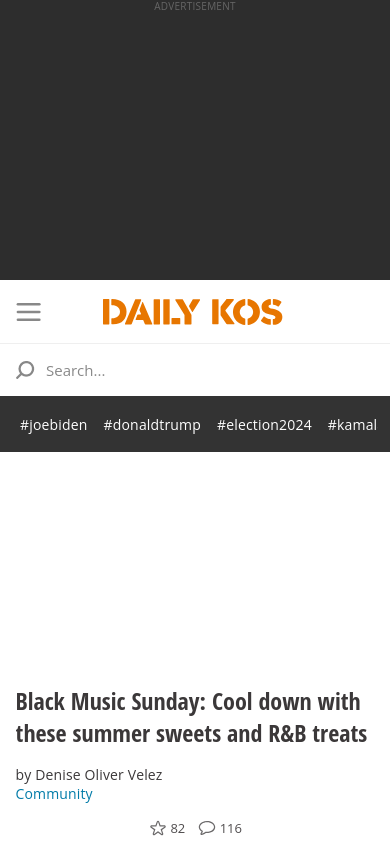 ADVERTISEMENT
DAILY KOS
Search...
#joebiden #donaldtrump #election2024 #kamal
Black Music Sunday: Cool down with
these summer sweets and R&B treats
by Denise Oliver Velez
Community
82 116